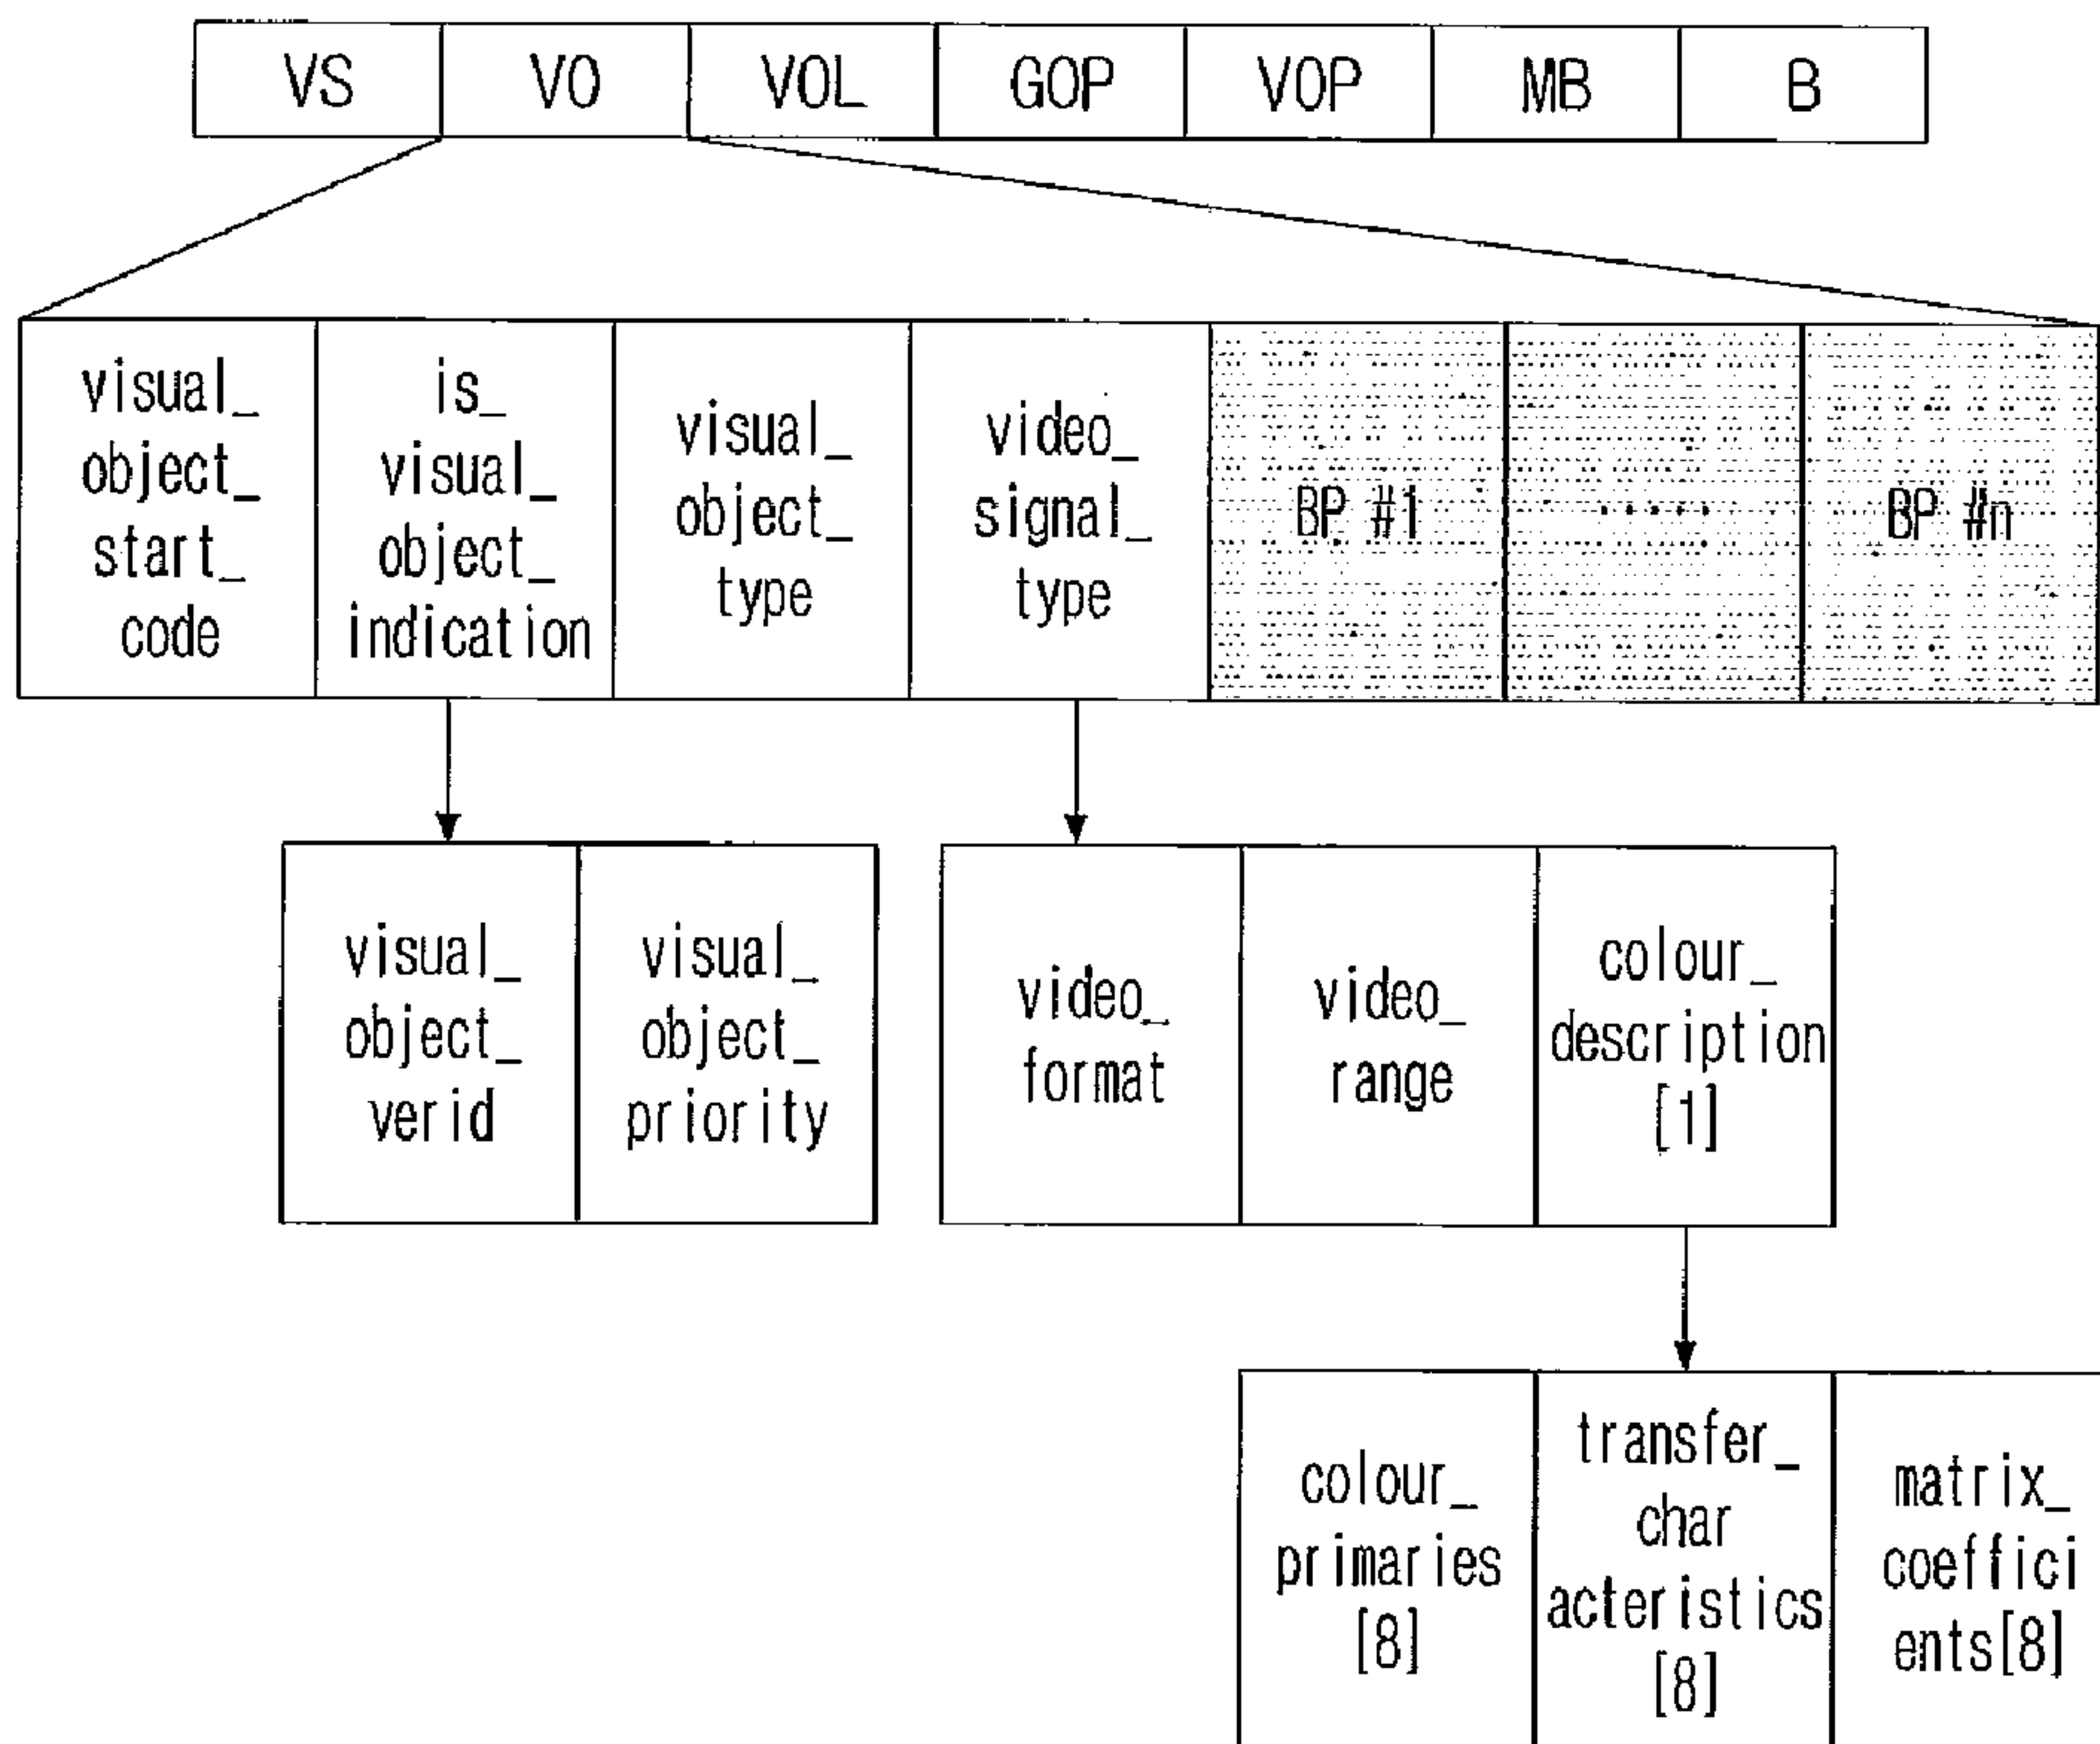 VS VO VOL GOP VOP MB B
visual_
object_
start_
code
is_
visual_
object_
indication
visual_
object_
type
video_
signal_
type
BP #1
.....
BP #n
visual_
object_
verid
visual_
object_
priority
video_
format
video_
range
colour_
description
[1]
colour_
primaries
[8]
transfer_
char
acteristics
[8]
matrix_
coeffici
ents[8]